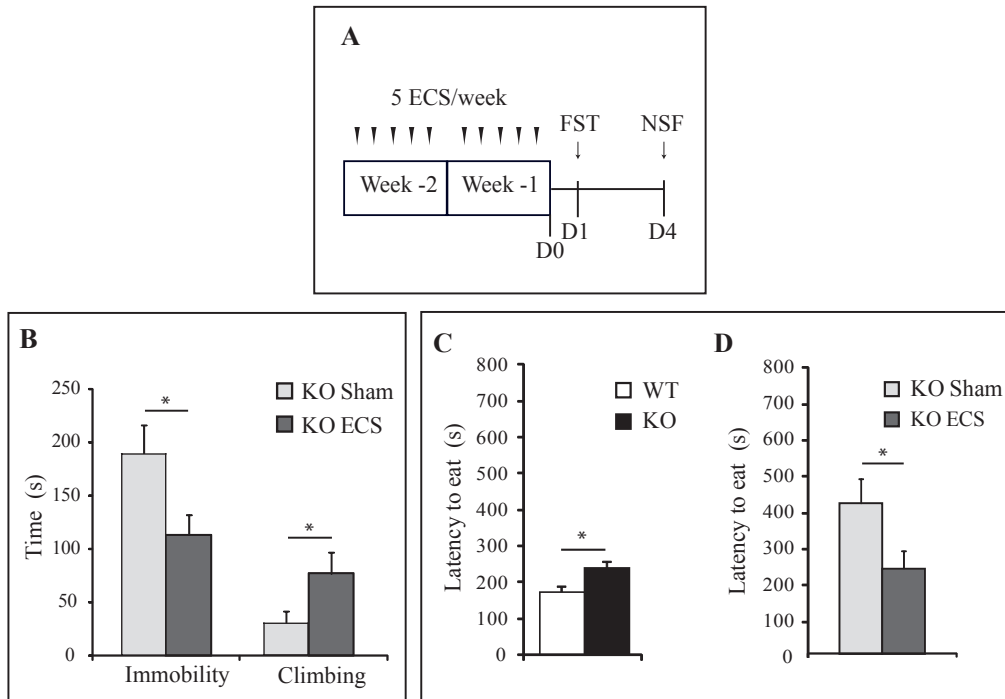 A
5 ECS/week
FST NSF
Week -2 Week -1
D0 D1 D4
B
KO Sham
KO ECS
250
200
150
100
50
0
Time (s)
*
*
Immobility Climbing
C
WT
KO
800
700
600
500
400
300
200
100
0
Latency to eat (s)
*
D
KO Sham
KO ECS
800
700
600
500
400
300
200
800
0
Latency to eat (s)
*